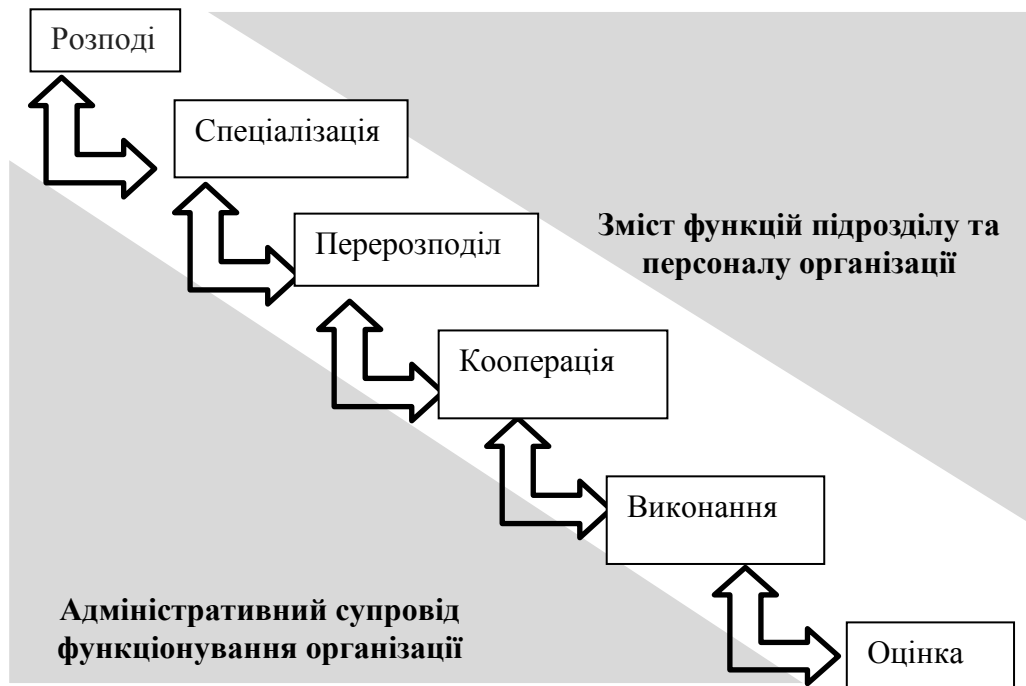 Розподі
Спеціалізація
Перерозподіл
Зміст функцій підрозділу та
персоналу організації
Кооперація
Виконання
Адміністративний супровід
функціонування організації
Оцінка